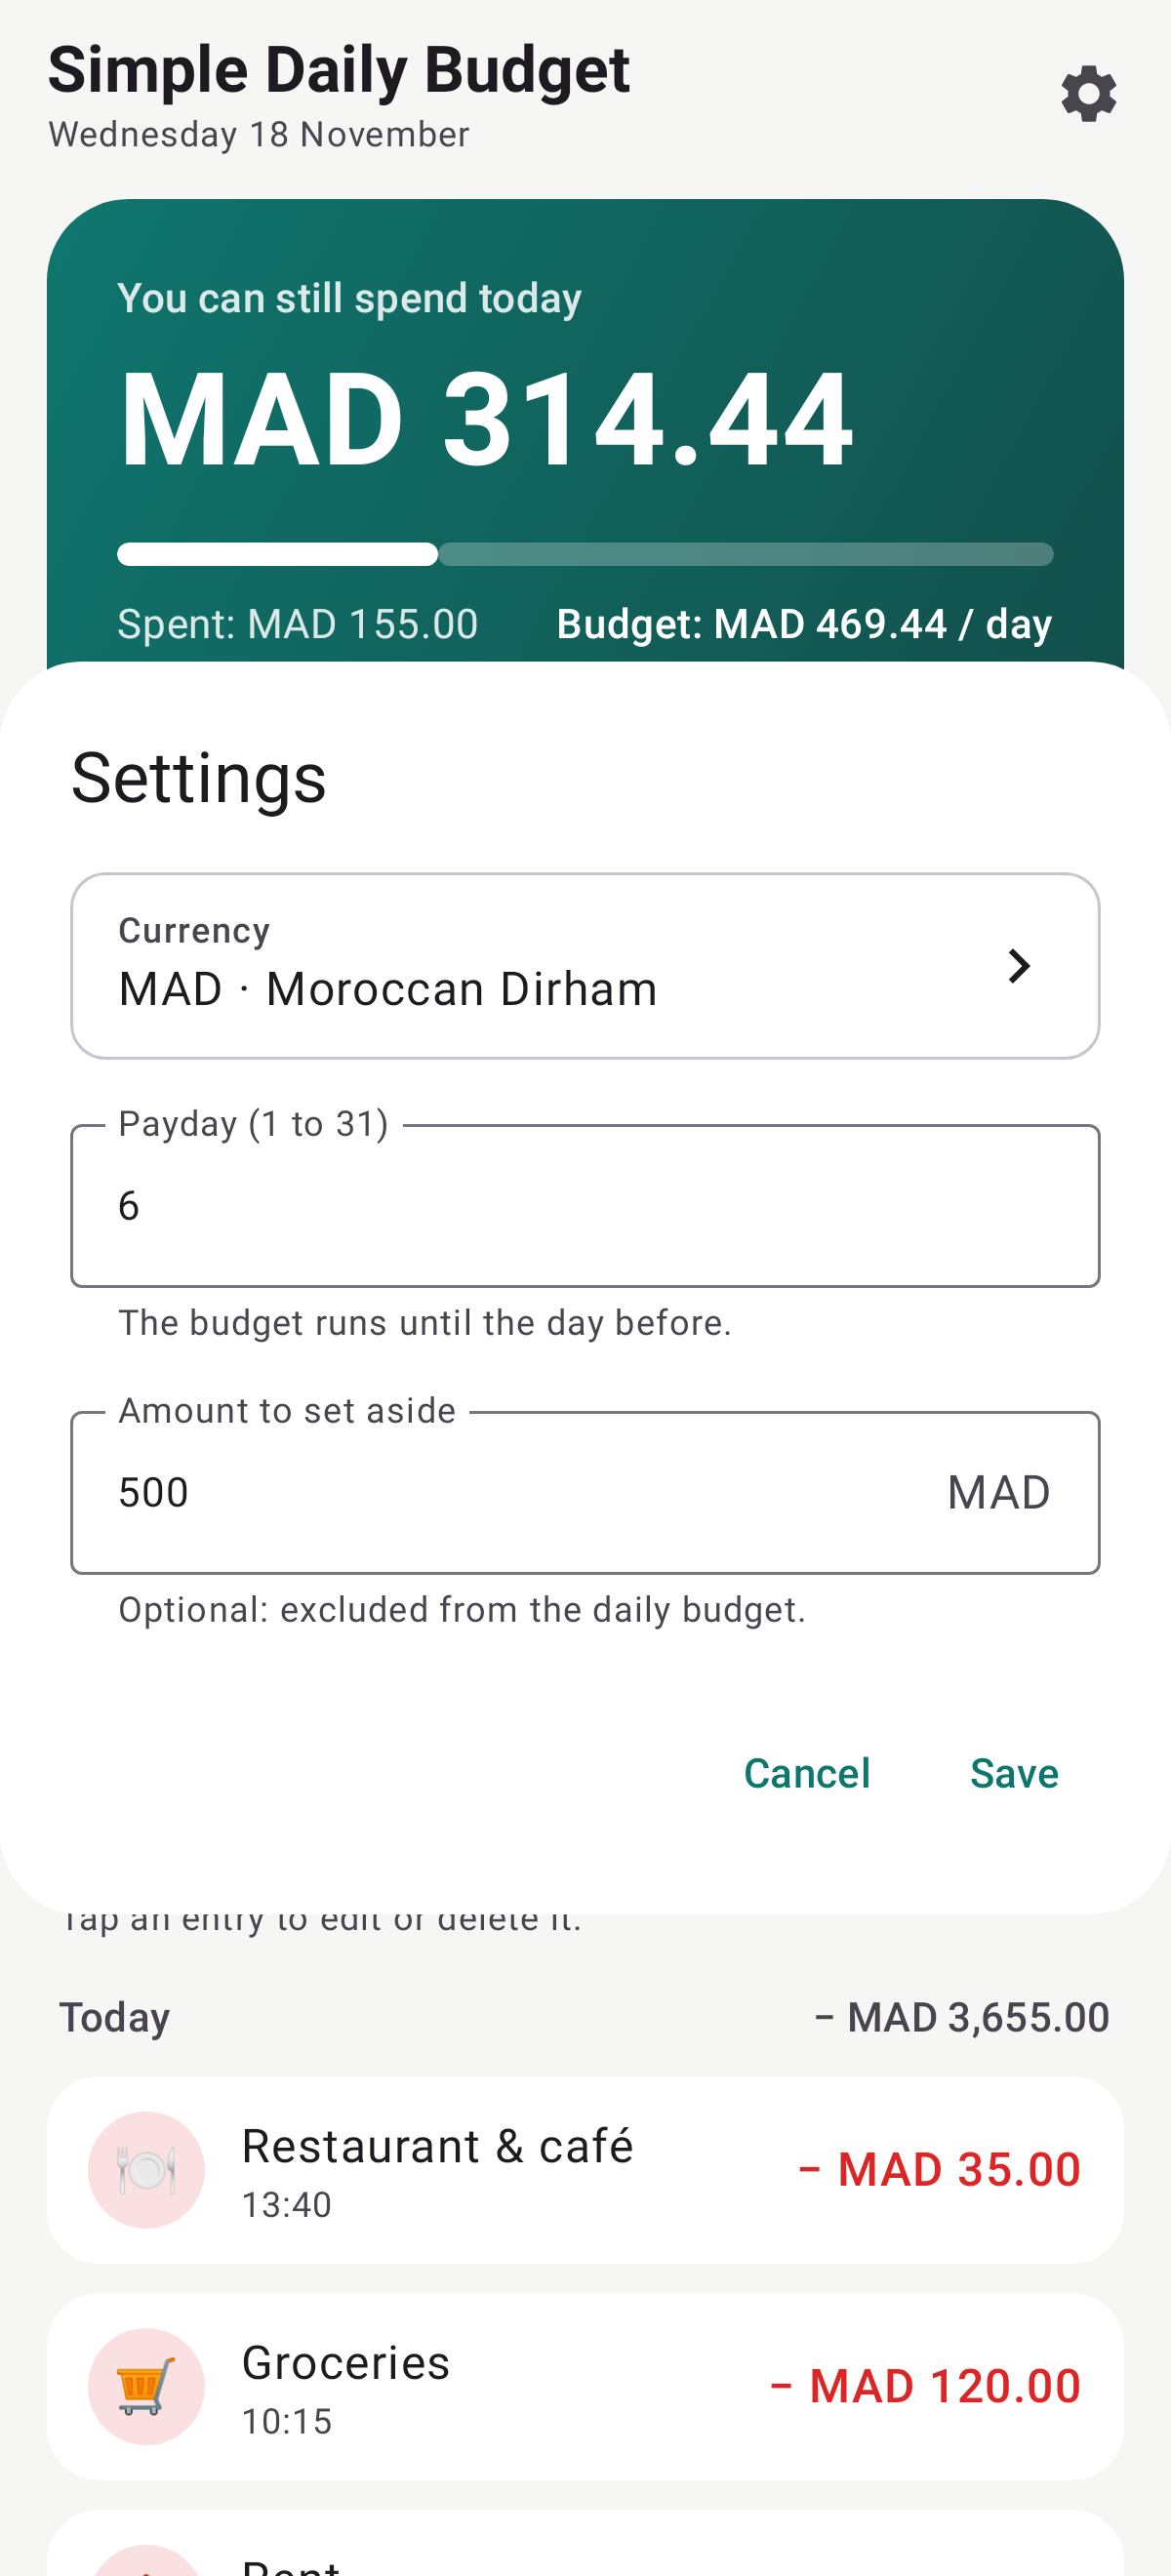 Simple Daily Budget
Wednesday 18 November
You can still spend today
MAD 314.44
Spent: MAD 155.00
Budget: MAD 469.44 / day
Settings
Currency
MAD · Moroccan Dirham
Payday (1 to 31)
6
The budget runs until the day before.
Amount to set aside
500
MAD
Optional: excluded from the daily budget.
Cancel
Save
Tap an entry to edit or delete it.
Today
− MAD 3,655.00
Restaurant & café
− MAD 35.00
13:40
Groceries
− MAD 120.00
10:15
Rent